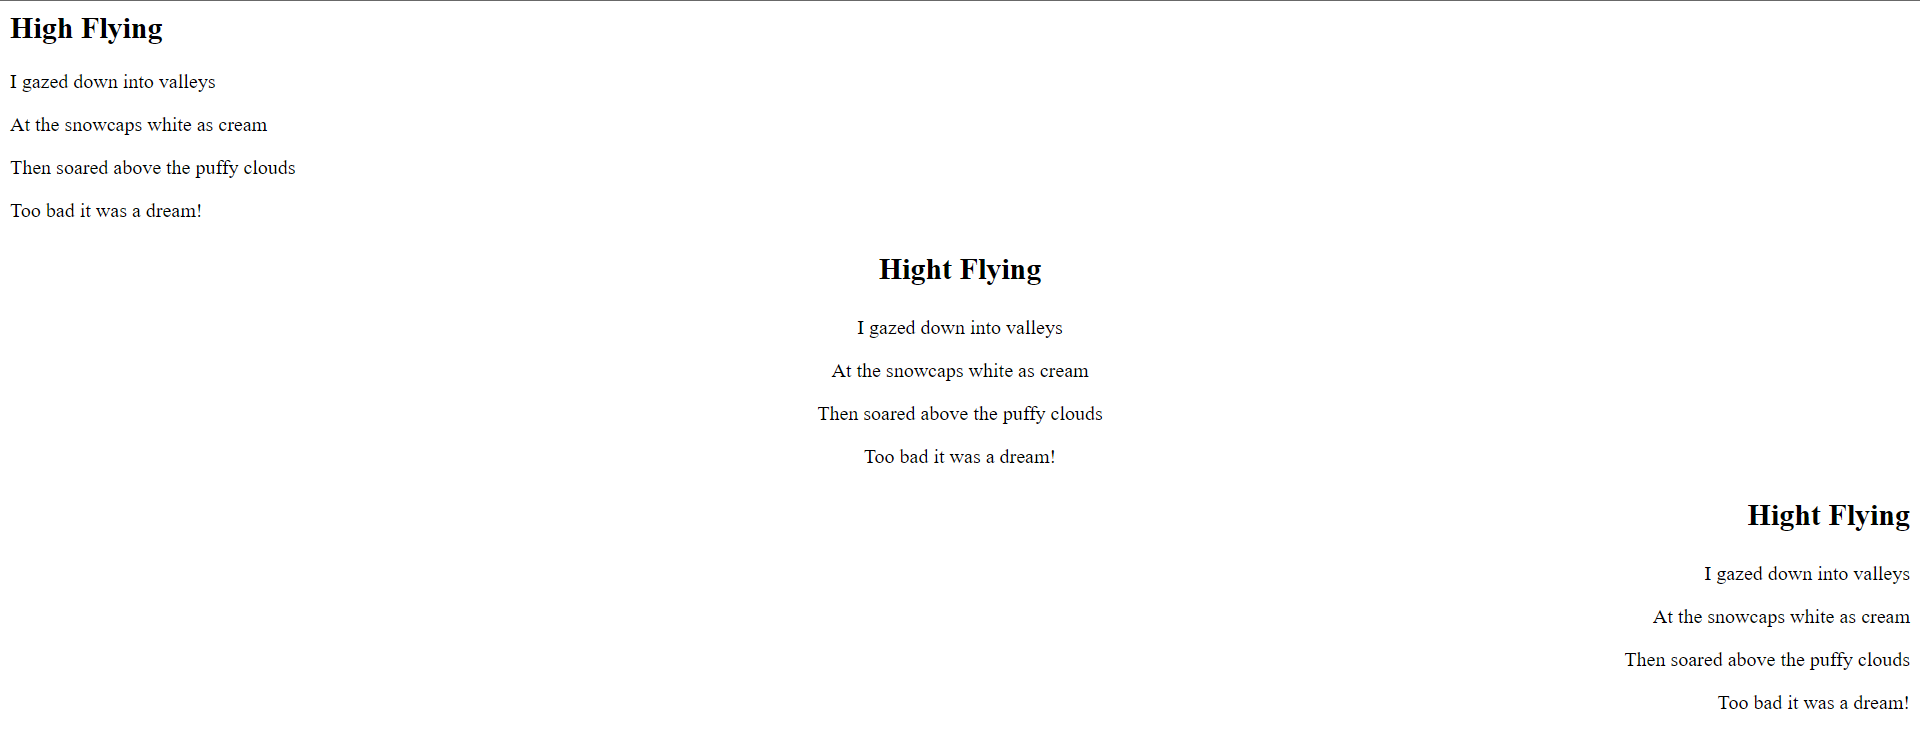 High Flying
I gazed down into valleys
At the snowcaps white as cream
Then soared above the puffy clouds
Too bad it was a dream!
Hight Flying
I gazed down into valleys
At the snowcaps white as cream
Then soared above the puffy clouds
Too bad it was a dream!
Hight Flying
I gazed down into valleys
At the snowcaps white as cream
Then soared above the puffy clouds
Too bad it was a dream!